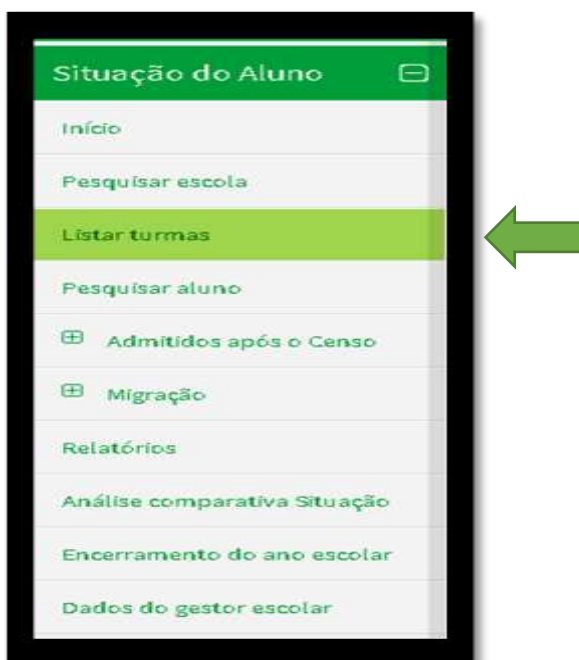 Situação do Aluno
Início
Pesquisar escola
Listar turmas
Pesquisar aluno
Admitidos após o Censo
Migração
Relatórios
Análise comparativa Situação
Encerramento do ano escolar
Dados do gestor escolar